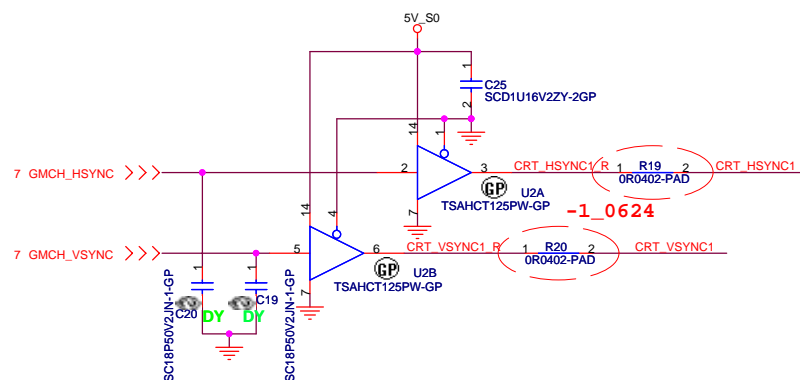 5V_S0
1
C25
SCD1U16V2ZY-2GP
2
14
1
7 GMCH_HSYNC
2
3
CRT_HSYNC1_R
1
R19
2
CRT_HSYNC1
0R0402-PAD
GP
U2A
TSAHCT125PW-GP
14
4
7
-1_0624
7 GMCH_VSYNC
5
6
CRT_VSYNC1_R
1
R20
2
CRT_VSYNC1
0R0402-PAD
GP
U2B
TSAHCT125PW-GP
7
1
1
C20
C19
DY
DY
2
2
SC18P50V2JN-1-GP
SC18P50V2JN-1-GP